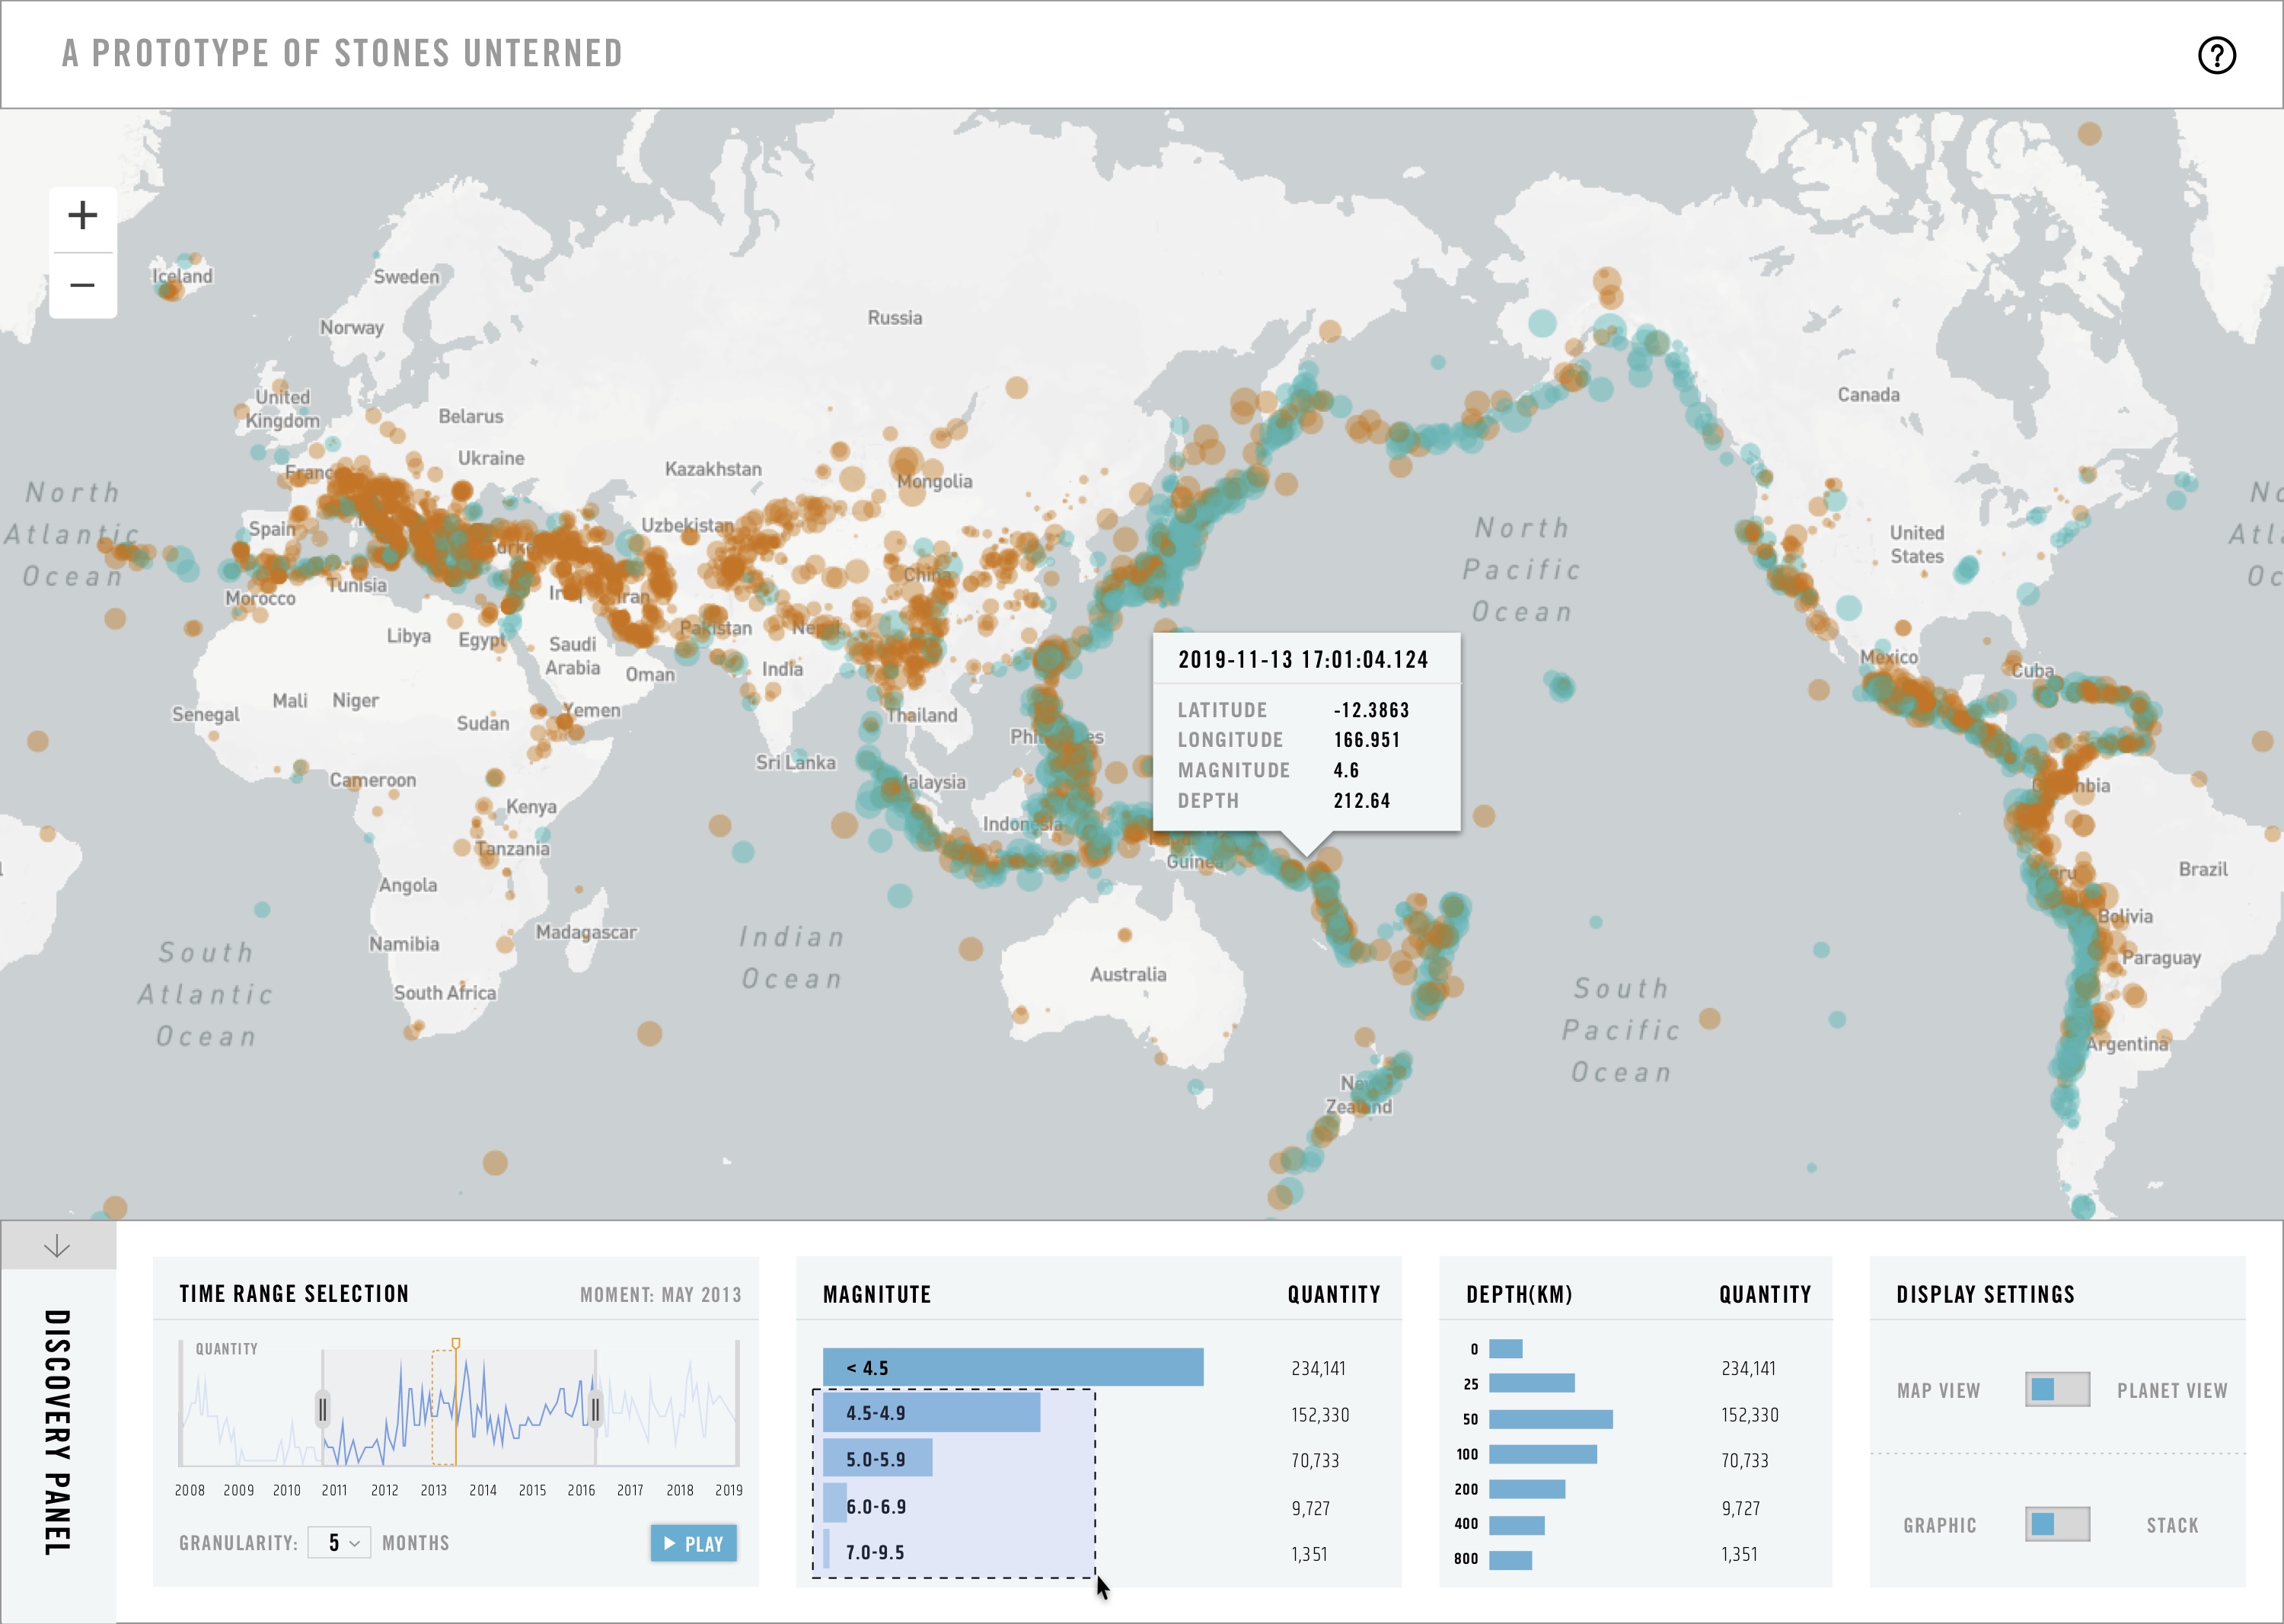 A PROTOTYPE OF STONES UNTERNED
?
+
−
Iceland
Sweden
Norway
Russia
United
Kingdom
Belarus
Canada
Ukraine
Kazakhstan
Franc
Mongolia
North
Atlantic
Ocean
Spain
Uzbekistan
North
Pacific
Ocean
United
States
China
Tunisia
Morocco
Iran
Libya
Egypt
Pakistan
Saudi
Arabia
Oman
India
Mexico
Cuba
Mali
Niger
Senegal
Sudan
Yemen
Thailand
Sri Lanka
Cameroon
Malaysia
Kenya
Indonesia
Tanzania
Guinea
Brazil
Angola
Peru
Bolivia
Namibia
Madagascar
Paraguay
South
Atlantic
Ocean
Indian
Ocean
Australia
South Africa
South
Pacific
Ocean
Argentina
New
Zealand
2019-11-13 17:01:04.124
LATITUDE -12.3863
LONGITUDE 166.951
MAGNITUDE 4.6
DEPTH 212.64
DISCOVERY PANEL
TIME RANGE SELECTION MOMENT: MAY 2013
QUANTITY
2008 2009 2010 2011 2012 2013 2014 2015 2016 2017 2018 2019
GRANULARITY: 5 MONTHS
PLAY
MAGNITUTE QUANTITY
< 4.5 234,141
4.5-4.9 152,330
5.0-5.9 70,733
6.0-6.9 9,727
7.0-9.5 1,351
DEPTH(KM) QUANTITY
0
25
50
100
200
400
800
234,141
152,330
70,733
9,727
1,351
DISPLAY SETTINGS
MAP VIEW PLANET VIEW
GRAPHIC STACK